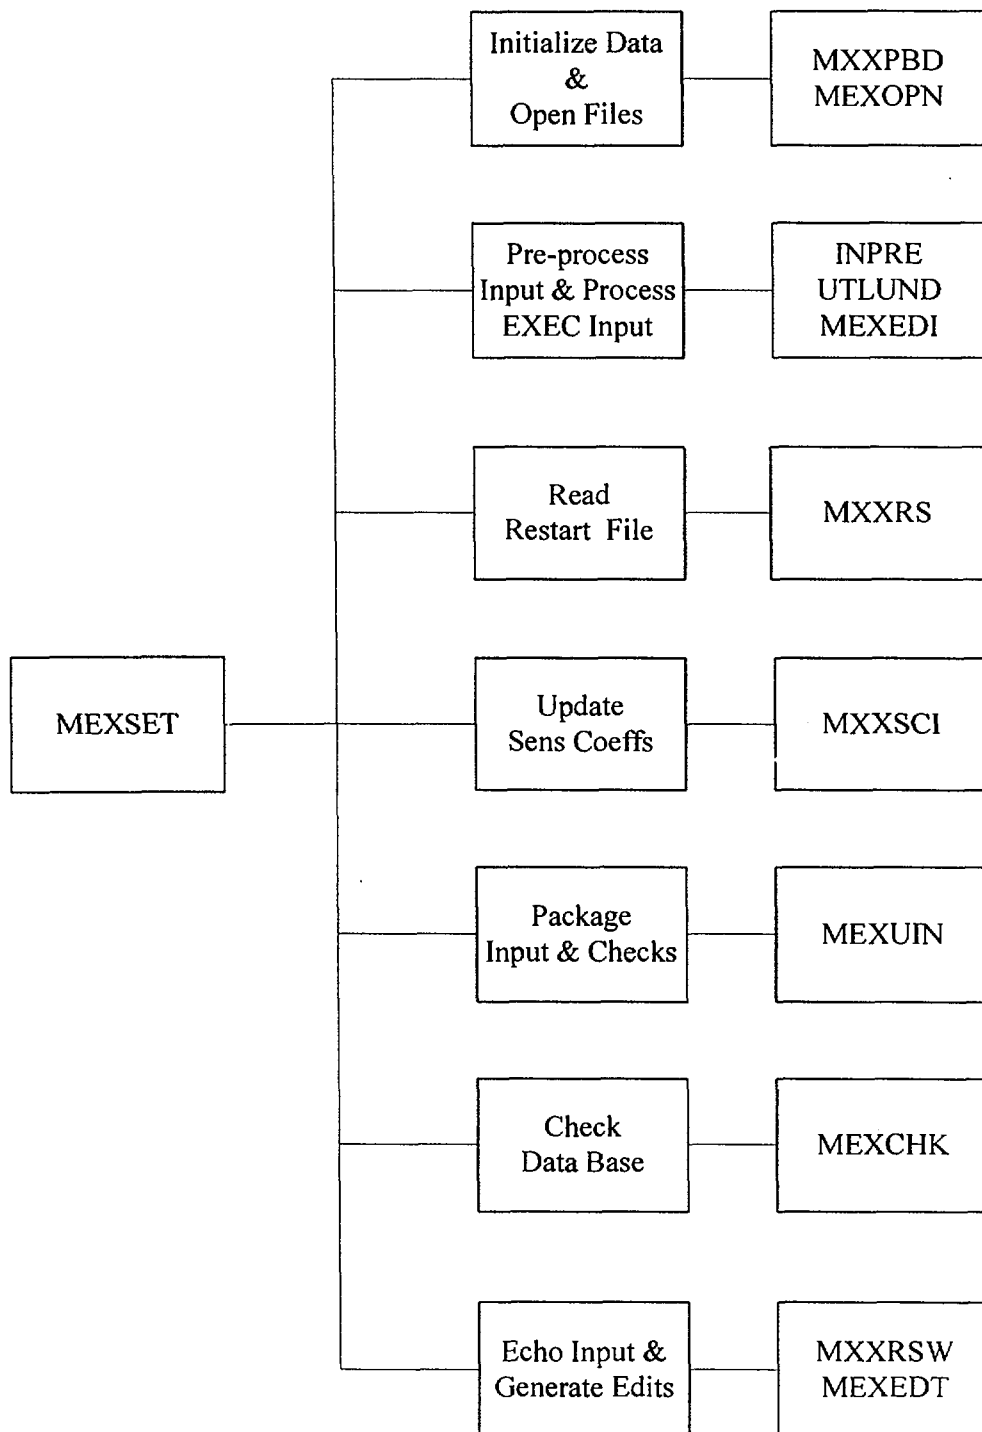 Initialize Data
&
Open Files
MXXPBD
MEXOPN
Pre-process
Input & Process
EXEC Input
INPRE
UTLUND
MEXEDI
Read
Restart File
MXXRS
MEXSET
Update
Sens Coeffs
MXXSCI
Package
Input & Checks
MEXUIN
Check
Data Base
MEXCHK
Echo Input &
Generate Edits
MXXRSW
MEXEDT